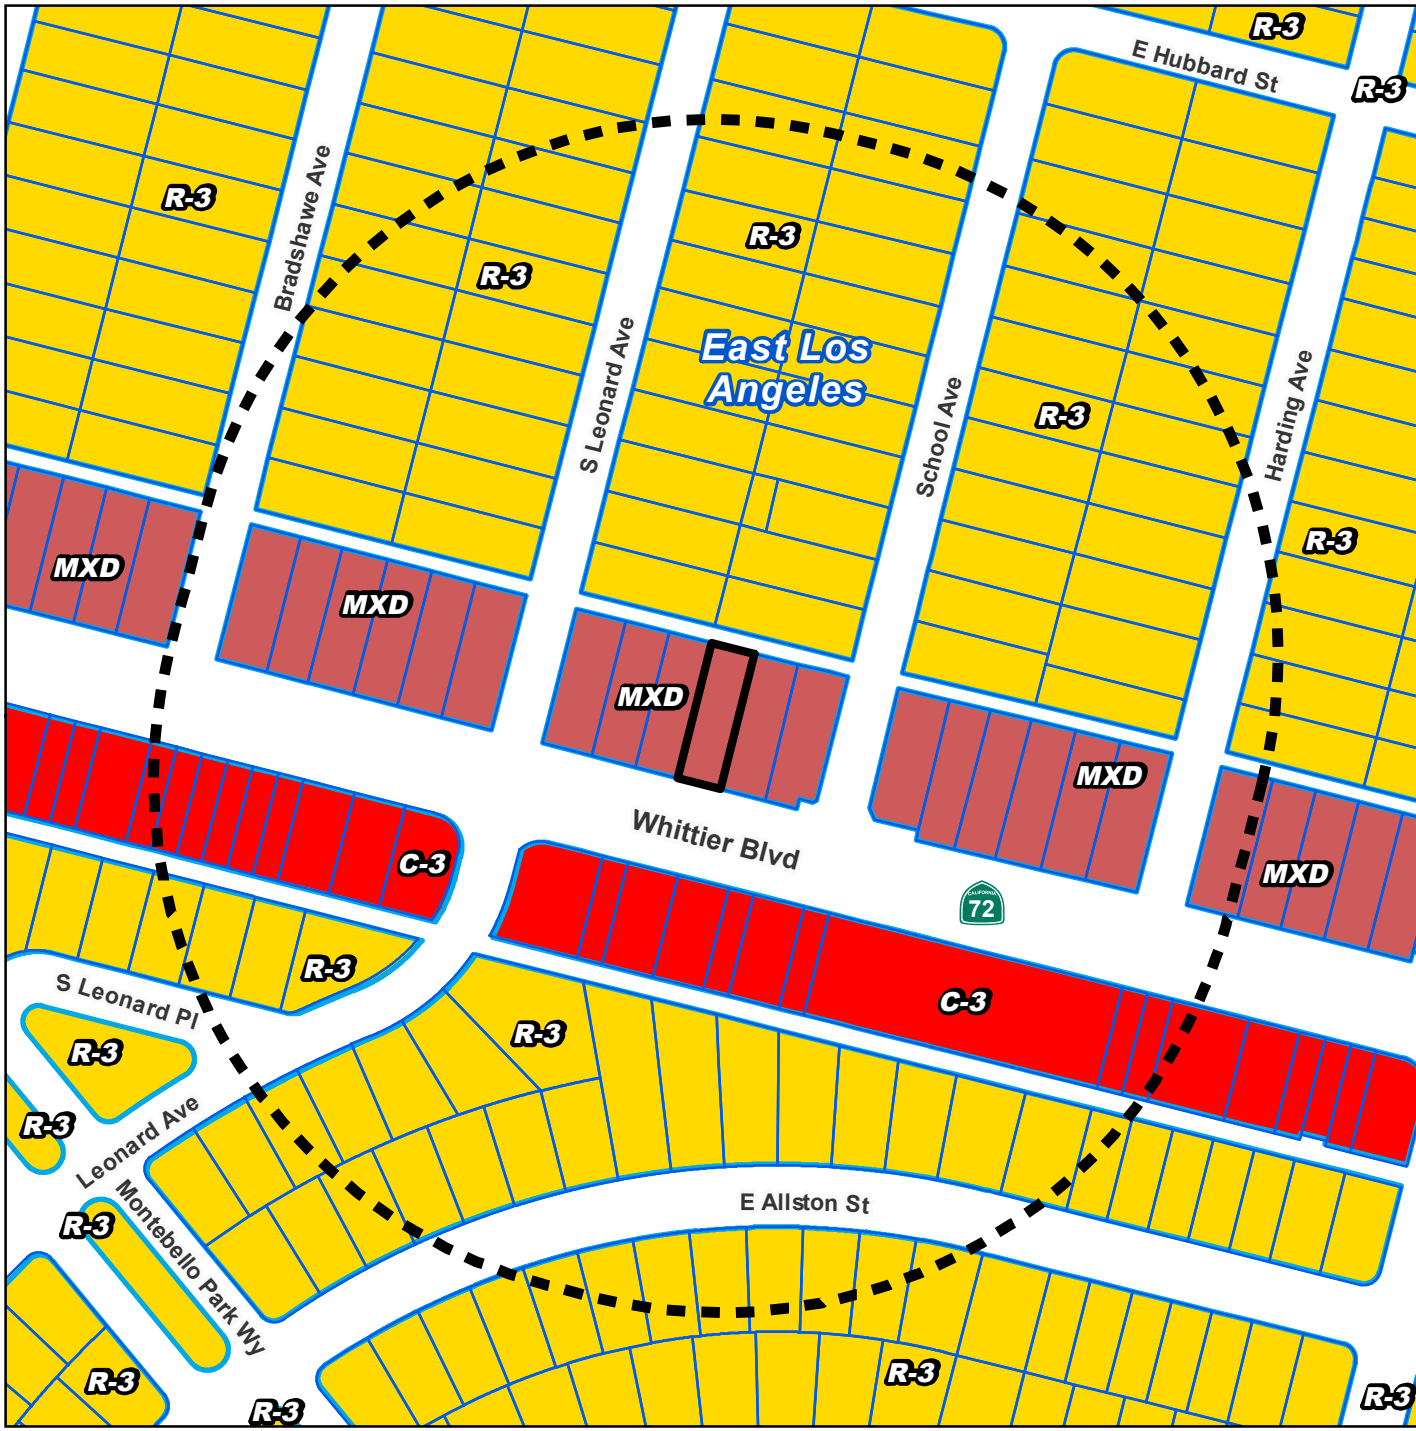 R-3
E Hubbard St
R-3
Bradshawe Ave
R-3
R-3
R-3
East Los
Angeles
S Leonard Ave
School Ave
R-3
Harding Ave
R-3
MXD
MXD
MXD
MXD
Whittier Blvd
C-3
MXD
CALIFORNIA
72
R-3
S Leonard Pl
C-3
R-3
R-3
R-3
Leonard Ave
Montebello Park Wy
R-3
E Allston St
R-3
R-3
R-3
R-3